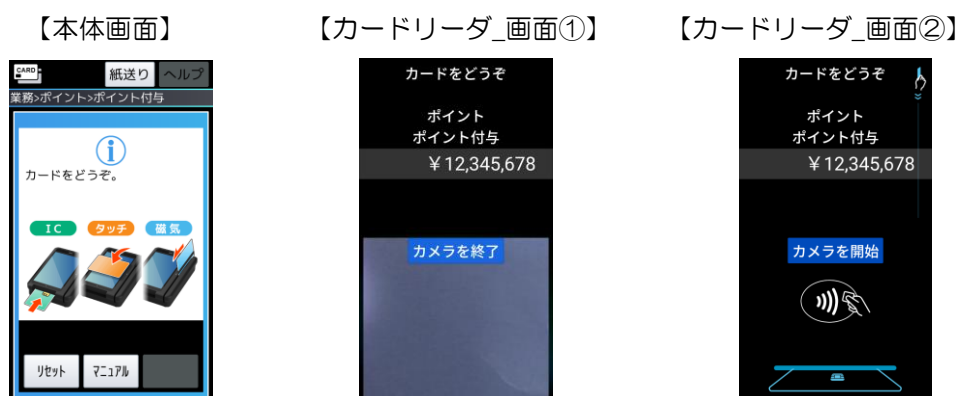 【本体画面】
CARD
紙送り
ヘルプ
業務>ポイント>ポイント付与
i
カードをどうぞ。
IC
タッチ
磁気
リセット
マニュアル
【カードリーダ_画面①】
カードをどうぞ
ポイント
ポイント付与
￥12,345,678
カメラを終了
【カードリーダ_画面②】
カードをどうぞ
ポイント
ポイント付与
￥12,345,678
カメラを開始